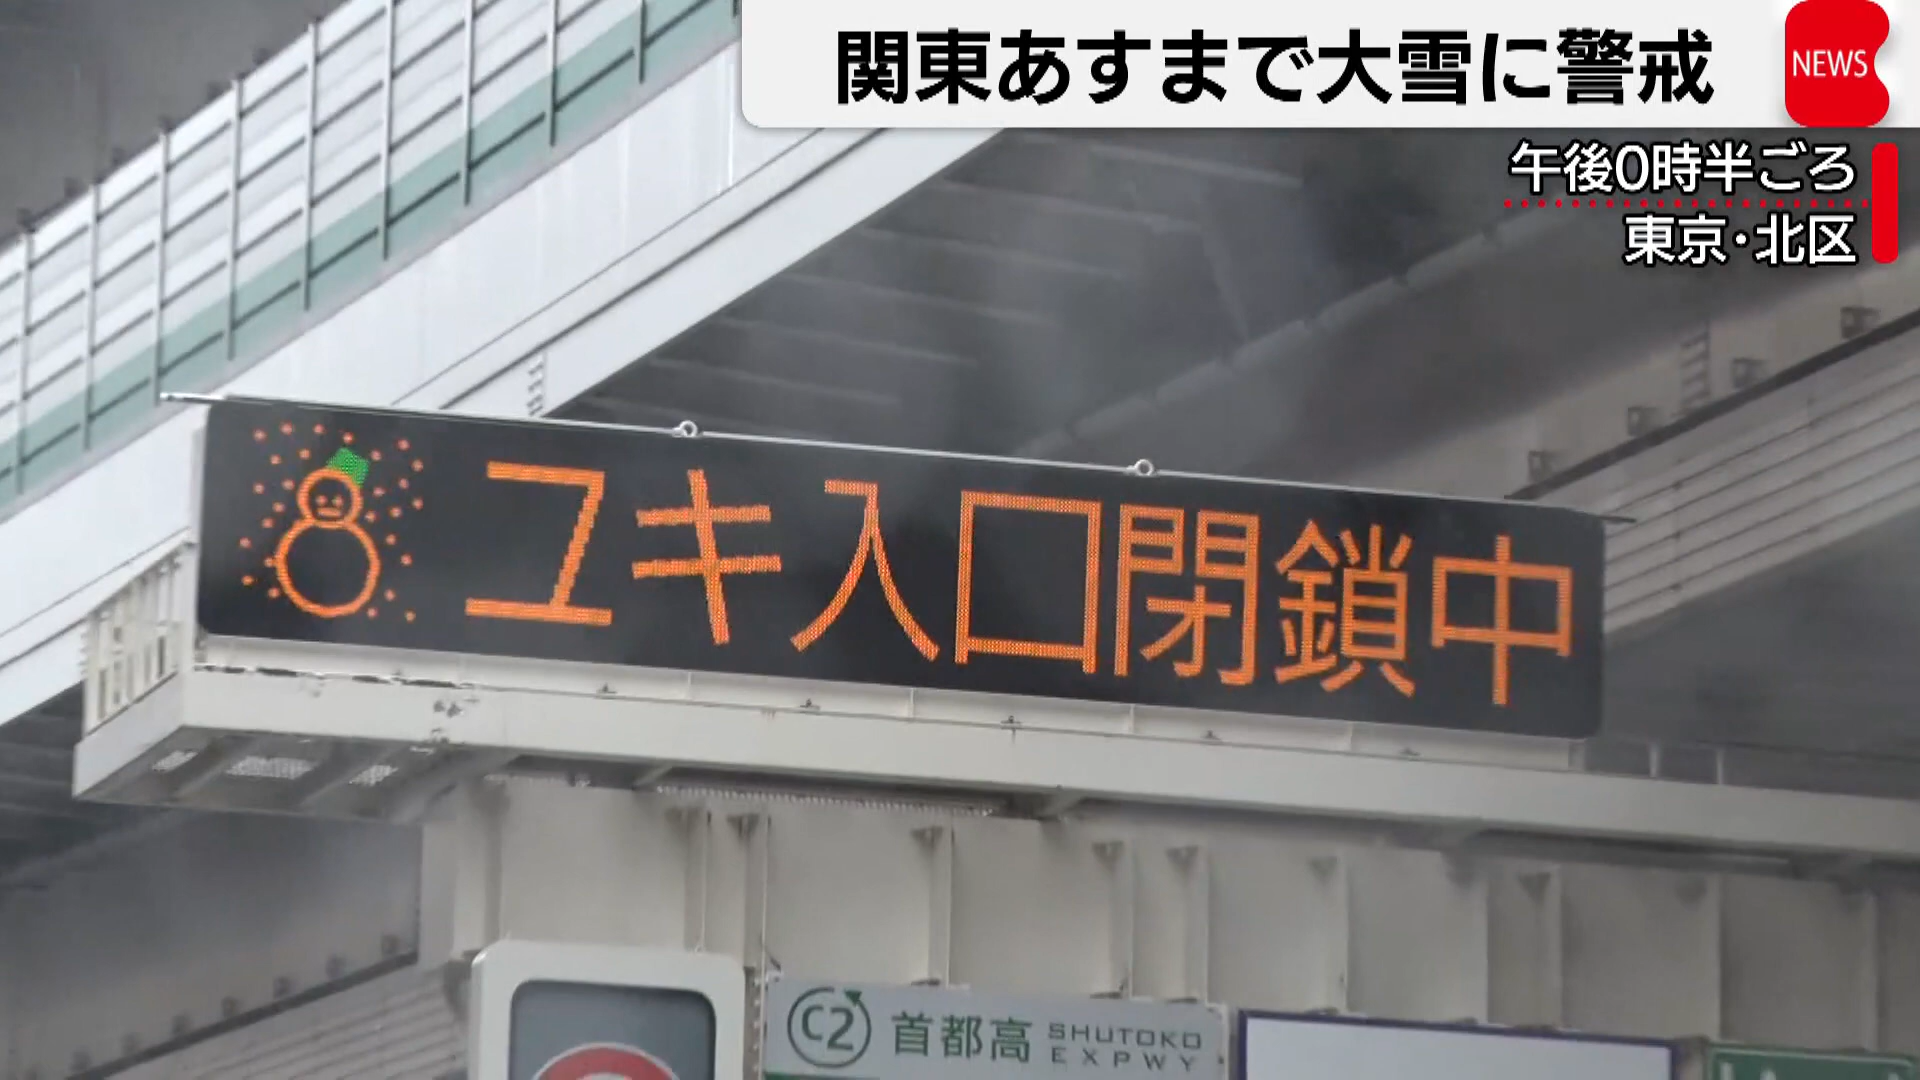 関東あすまで大雪に警戒
NEWS
午後0時半ごろ
東京・北区
ユキ入口閉鎖中
C2 首都高 SHUTOKO
EXPWY